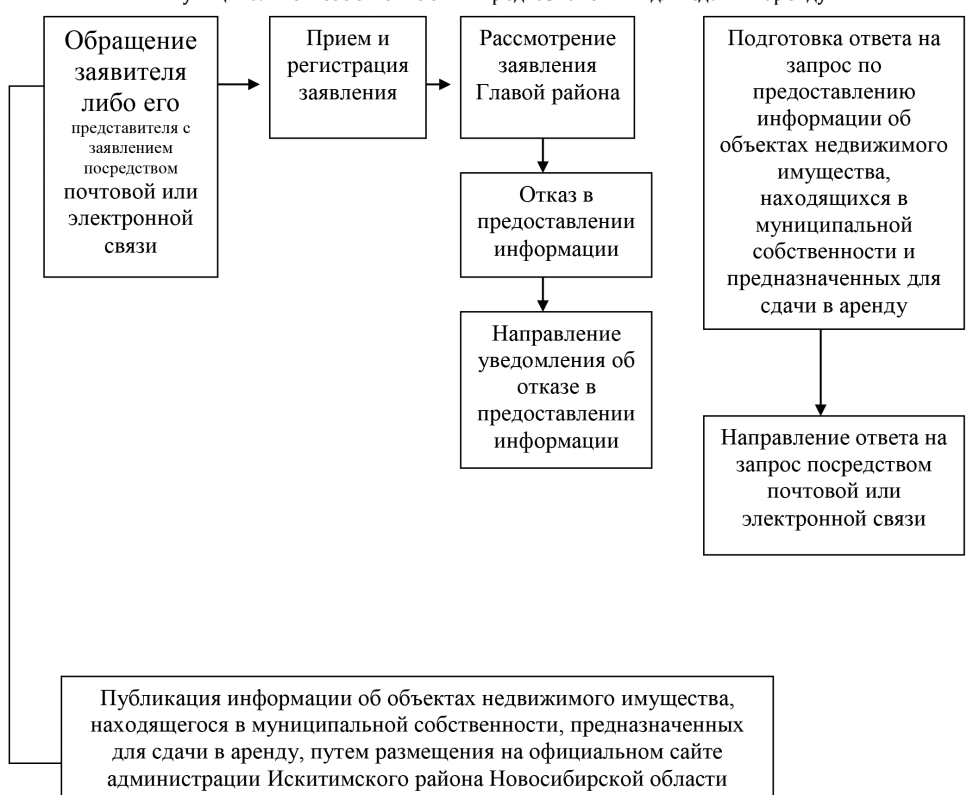 Обращение
заявителя
либо его
представителя с
заявлением
посредством
почтовой или
электронной
связи
Прием и
регистрация
заявления
Рассмотрение
заявления
Главой района
Отказ в
предоставлении
информации
Направление
уведомления об
отказе в
предоставлении
информации
Подготовка ответа на
запрос по
предоставлению
информации об
объектах недвижимого
имущества,
находящихся в
муниципальной
собственности и
предназначенных для
сдачи в аренду
Направление ответа на
запрос посредством
почтовой или
электронной связи
Публикация информации об объектах недвижимого имущества,
находящегося в муниципальной собственности, предназначенных
для сдачи в аренду, путем размещения на официальном сайте
администрации Искитимского района Новосибирской области